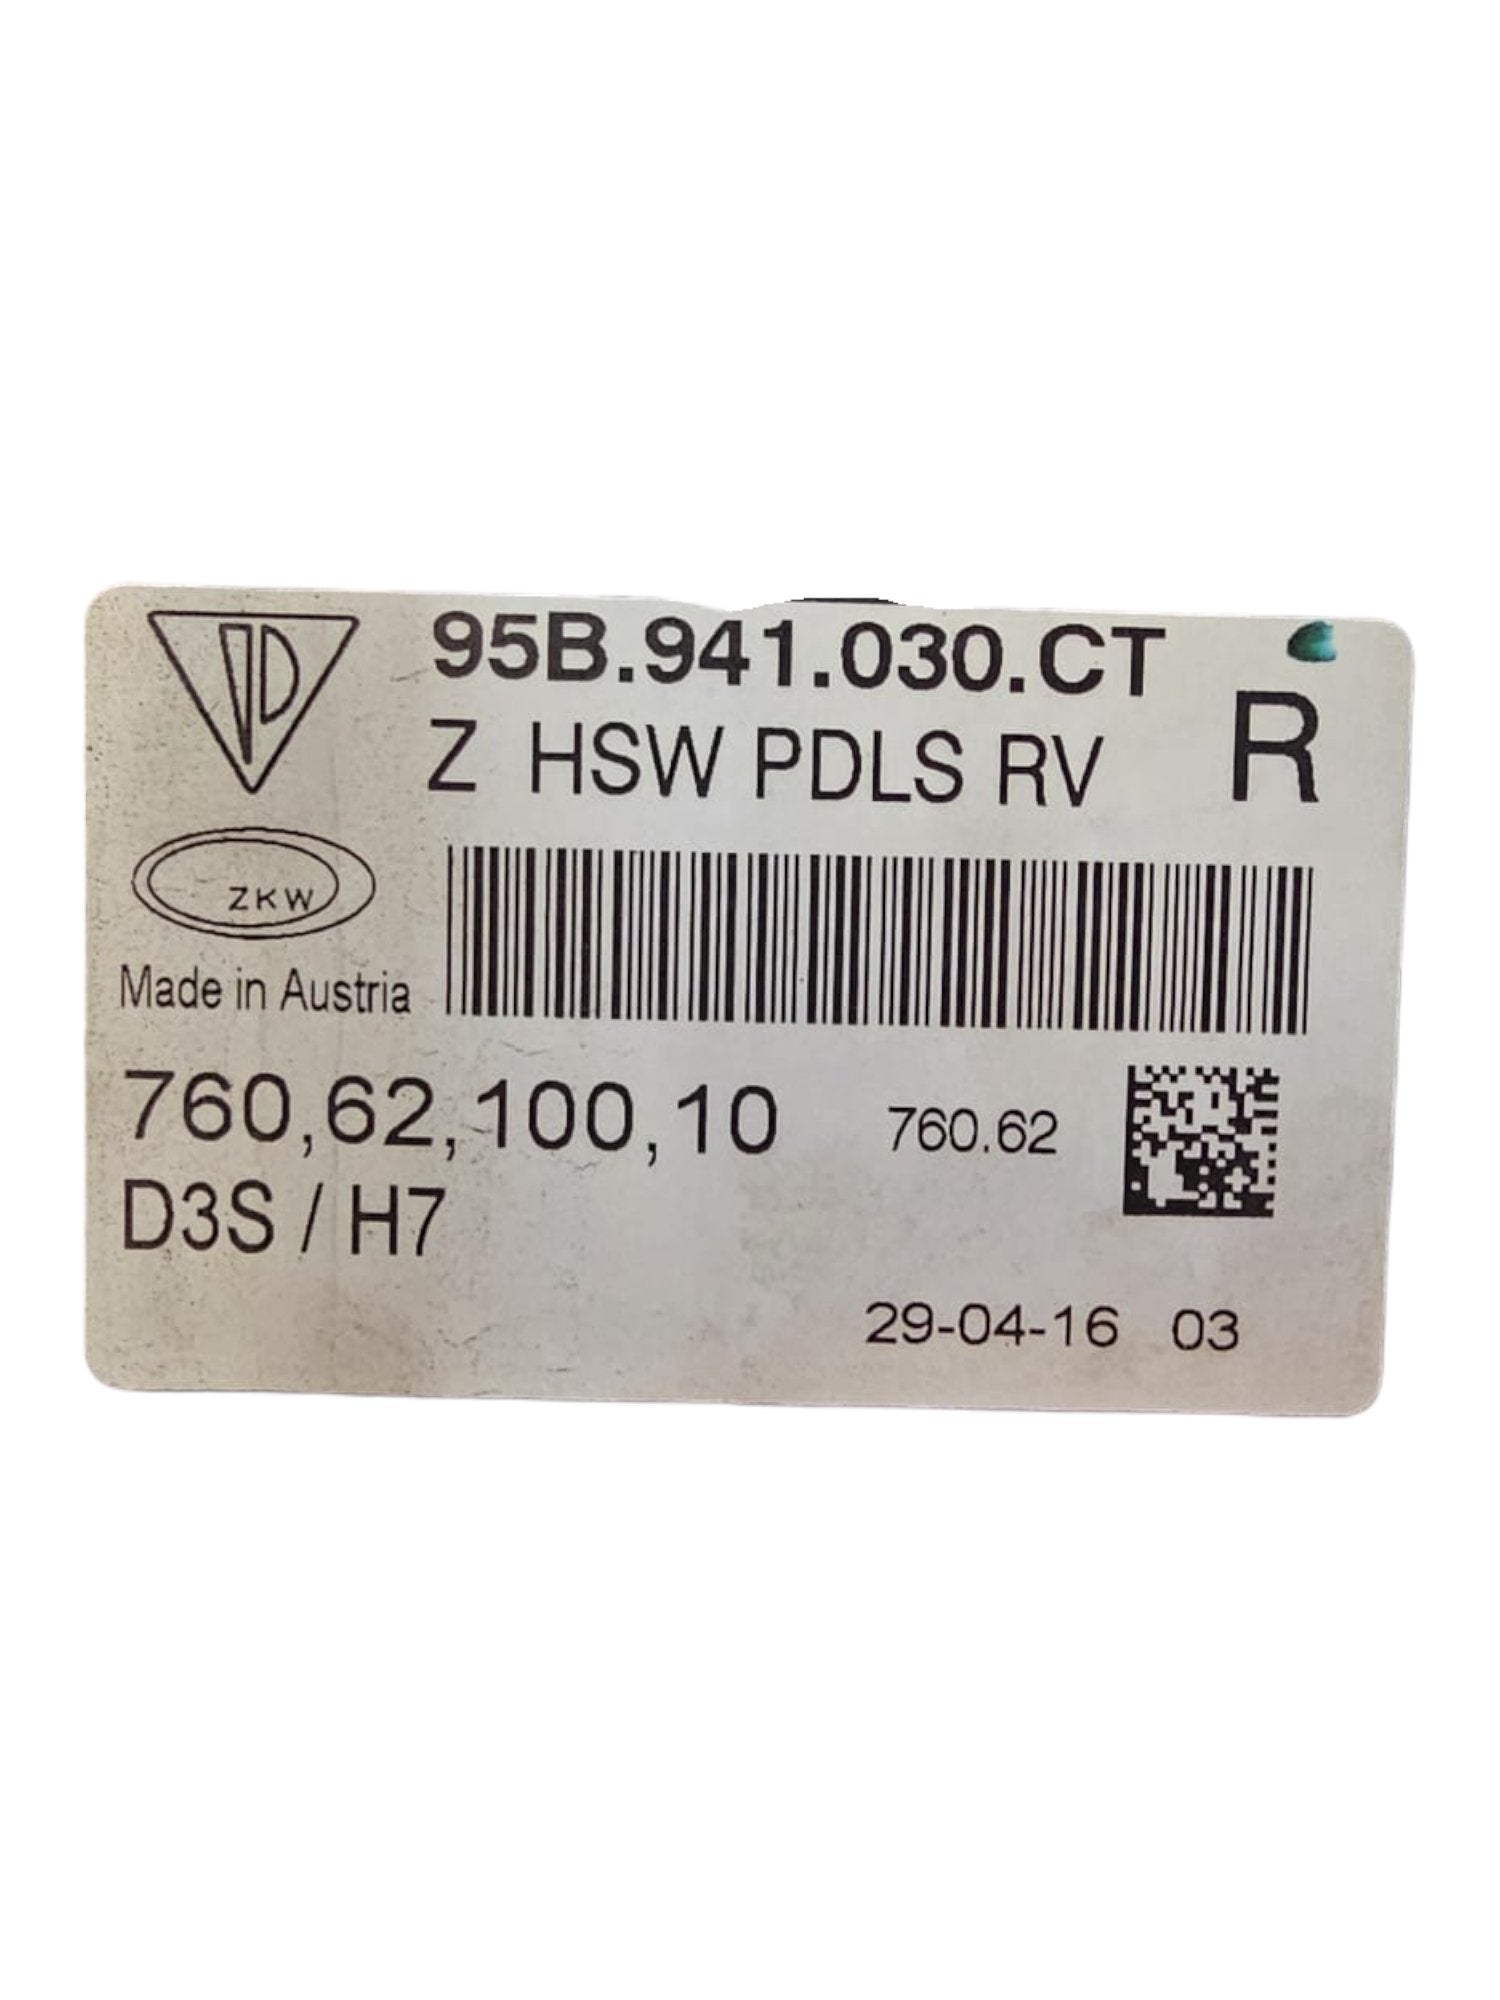 95B.941.030.CT
Z HSW PDLS RV R
ZKW
Made in Austria
760,62,100,10 760.62
D3S / H7
29-04-16 03